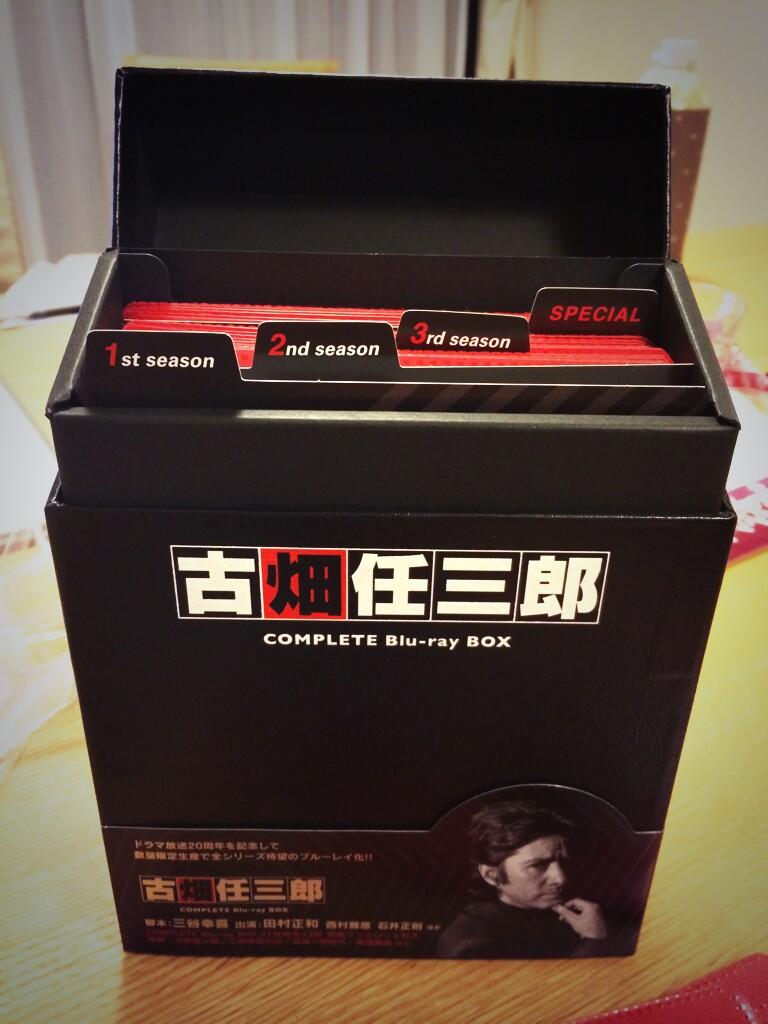 1st season
2nd season
3rd season
SPECIAL
古畑任三郎
COMPLETE Blu-ray BOX
ドラマ放送20周年を記念して
数量限定生産で全シリーズ待望のブルーレイ化!!
古畑任三郎
COMPLETE Blu-ray BOX
脚本:三谷幸喜 出演:田村正和 西村雅彦 石井正則 ほか